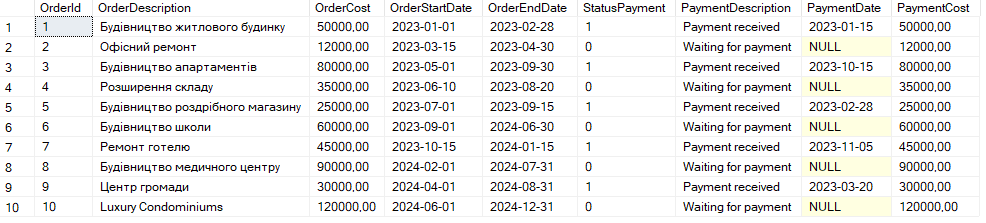 OrderId OrderDescription OrderCost OrderStartDate OrderEndDate StatusPayment PaymentDescription PaymentDate PaymentCost
1 1 Будівництво житлового будинку 50000,00 2023-01-01 2023-02-28 1 Payment received 2023-01-15 50000,00
2 2 Офісний ремонт 12000,00 2023-03-15 2023-04-30 0 Waiting for payment NULL 12000,00
3 3 Будівництво апартаментів 80000,00 2023-05-01 2023-09-30 1 Payment received 2023-10-15 80000,00
4 4 Розширення складу 35000,00 2023-06-10 2023-08-20 0 Waiting for payment NULL 35000,00
5 5 Будівництво роздрібного магазину 25000,00 2023-07-01 2023-09-15 1 Payment received 2023-02-28 25000,00
6 6 Будівництво школи 60000,00 2023-09-01 2024-06-30 0 Waiting for payment NULL 60000,00
7 7 Ремонт готелю 45000,00 2023-10-15 2024-01-15 1 Payment received 2023-11-05 45000,00
8 8 Будівництво медичного центру 90000,00 2024-02-01 2024-07-31 0 Waiting for payment NULL 90000,00
9 9 Центр громади 30000,00 2024-04-01 2024-08-31 1 Payment received 2023-03-20 30000,00
10 10 Luxury Condominiums 120000,00 2024-06-01 2024-12-31 0 Waiting for payment NULL 120000,00